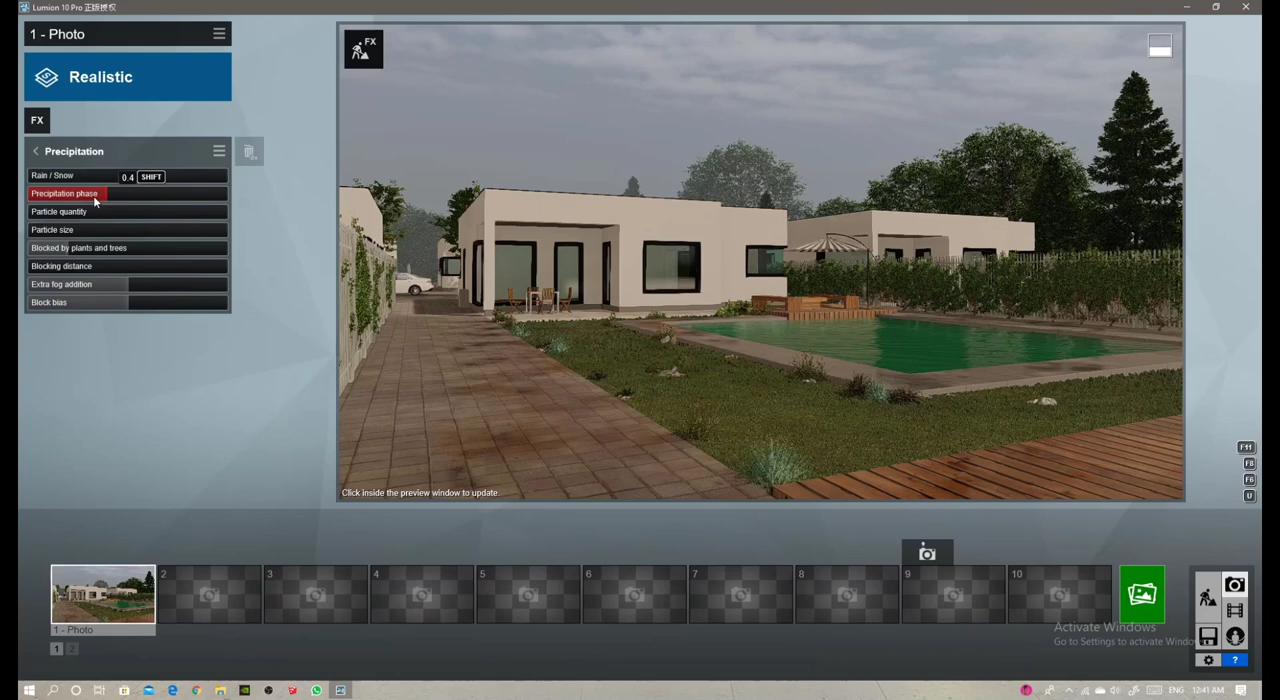 Lumion 10 Pro 正版授权
1 - Photo
Realistic
FX
Precipitation
Rain / Snow
0.4 SHIFT
Precipitation phase
Particle quantity
Particle size
Blocked by plants and trees
Blocking distance
Extra fog addition
Block bias
FX
Click inside the preview window to update.
F11
F8
F6
U
2
3
4
5
6
7
8
9
10
1 - Photo
1 2
Activate Windows
Go to Settings to activate Windows
?
ENG 12:41 AM